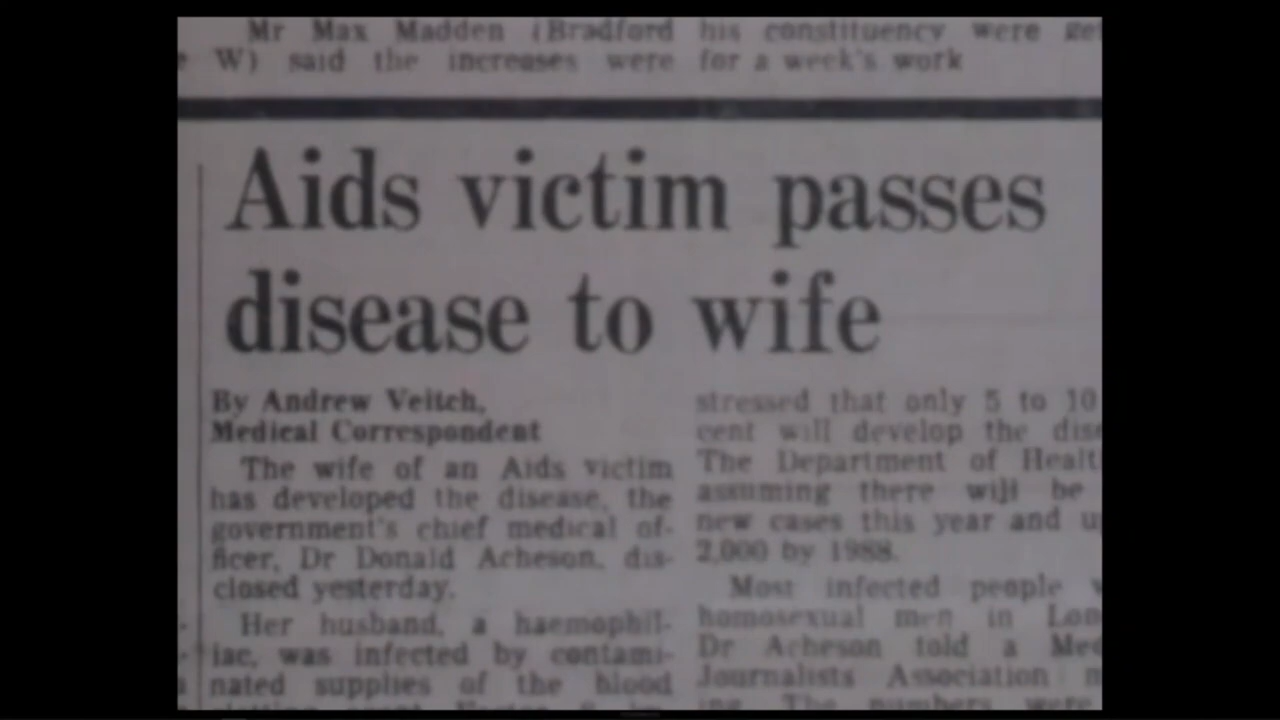 Mr Max Madden (Bradford
W) said the increases were
his constituency were
for a week's work
Aids victim passes
disease to wife
By Andrew Veitch,
Medical Correspondent
The wife of an Aids victim
has developed the disease, the
government's chief medical of-
ficer, Dr Donald Acheson, dis-
closed yesterday.
Her husband, a haemophil-
iac, was infected by contami-
nated supplies of the blood
stressed that only 5 to 10
cent will develop the
The Department of
assuming there will be
new cases this year and
2,000 by 1988.
Most infected people
homosexual men in
Dr Acheson told a
Journalists Association
ing. The numbers were